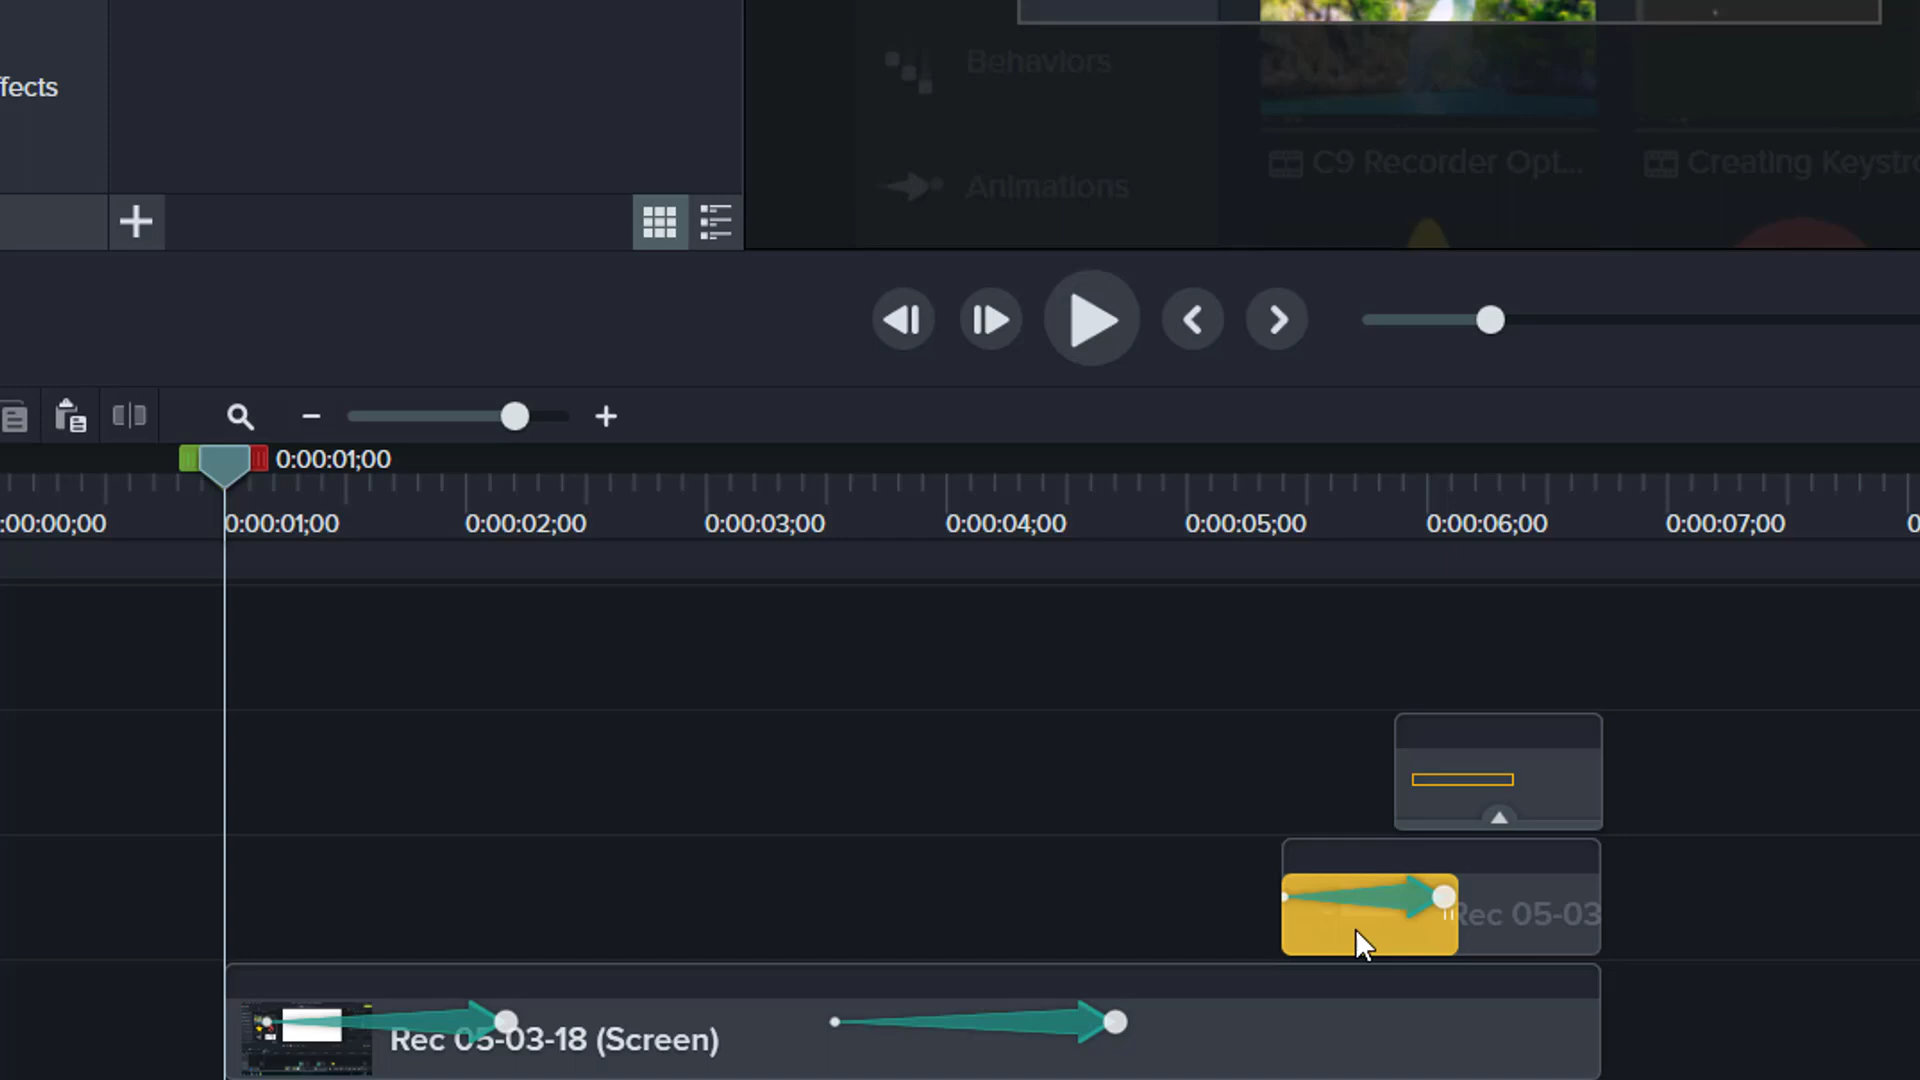 ffects
Behaviors
Animations
C9 Recorder Opt...
Creating Keystro
0:00:01;00
:00:00;00
0:00:01;00
0:00:02;00
0:00:03;00
0:00:04;00
0:00:05;00
0:00:06;00
0:00:07;00
0
Rec 05-03
Rec 05-03-18 (Screen)